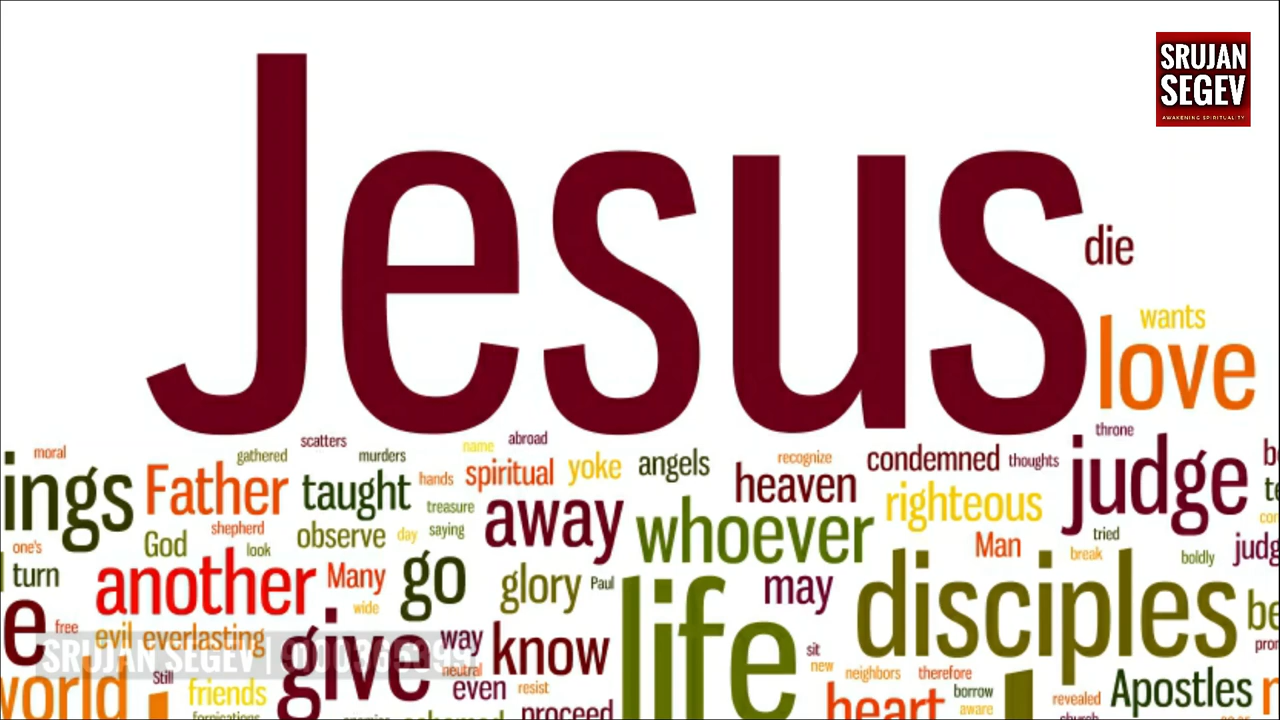 SRUJAN
SEGEV
AWAKENING SPIRITUALITY
Jesus
die
wants
love
throne
moral
gathered
scatters
murders
name
abroad
recognize
condemned
thoughts
judge
ings
Father
taught
hands
spiritual
yoke
angels
heaven
righteous
treasure
away
whoever
one's
God
shepherd
look
observe
day
saying
Man
tried
break
boldly
turn
another
Many
wide
go
glory
Paul
life
may
disciples
free
evil
everlasting
give
way
neutral
know
sit
new
neighbors
therefore
SRUJAN SEGEV
Still
friends
even
resist
heart
borrow
aware
revealed
Apostles
fornications
proceed
church